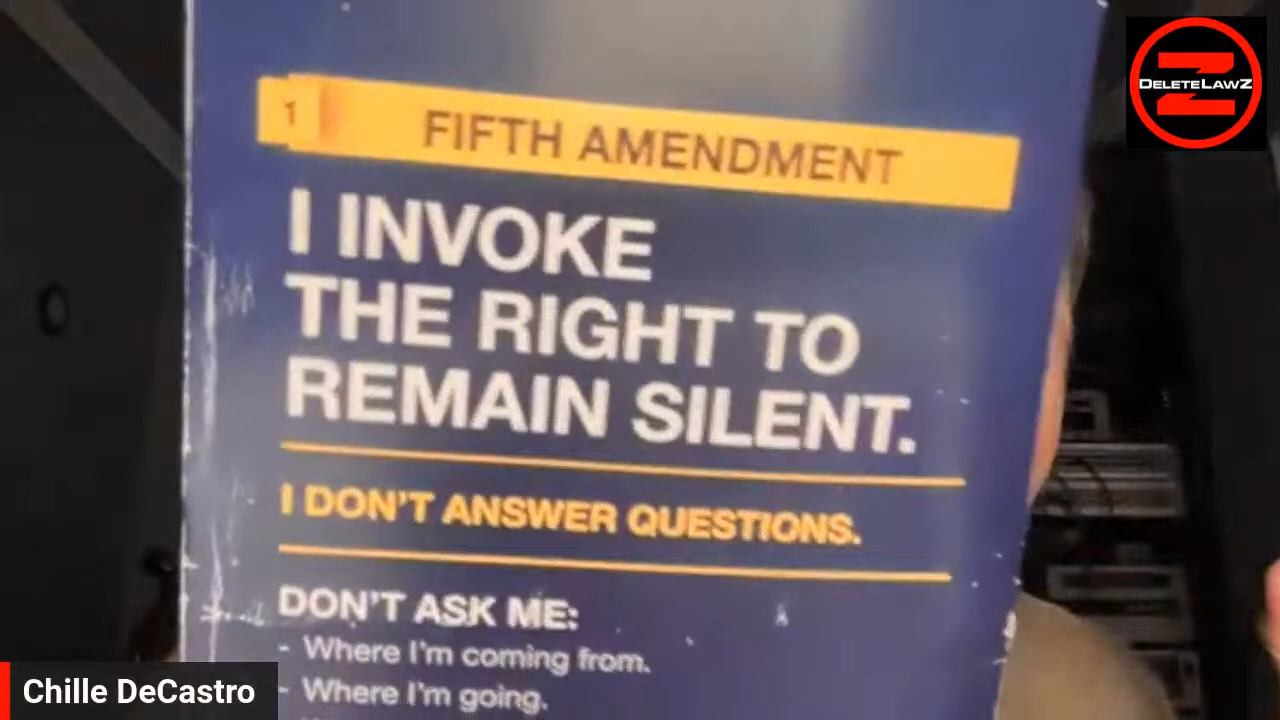 DELETELAWZ
1 FIFTH AMENDMENT
I INVOKE
THE RIGHT TO
REMAIN SILENT.
I DON'T ANSWER QUESTIONS.
DON'T ASK ME:
- Where I'm coming from.
- Where I'm going.
Chille DeCastro